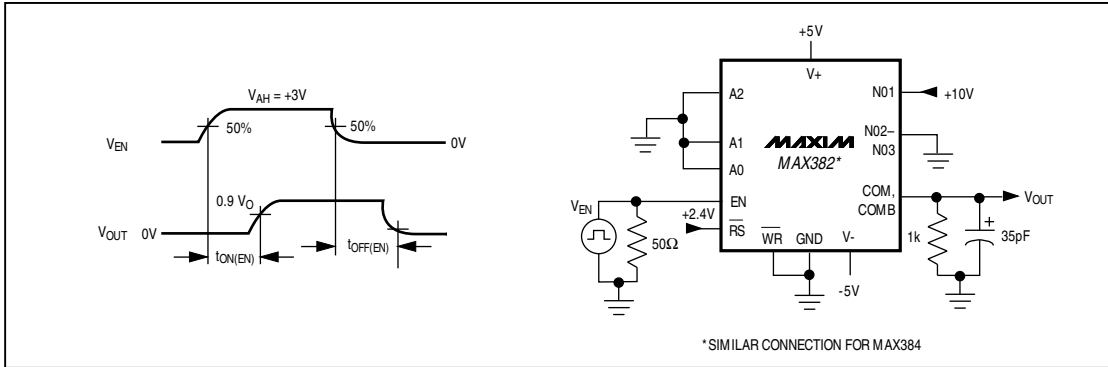 V_AH = +3V
50%
50%
V_EN
0V
0.9 V_O
V_OUT 0V
t_ON(EN)
t_OFF(EN)
+5V
V+
A2
N01
+10V
A1
MAXIM
MAX382*
N02–
N03
A0
EN
COM,
COMB
V_OUT
V_EN
+2.4V
R̅S̅
50Ω
W̅R̅
GND
V-
1k
+
35pF
-5V
*SIMILAR CONNECTION FOR MAX384